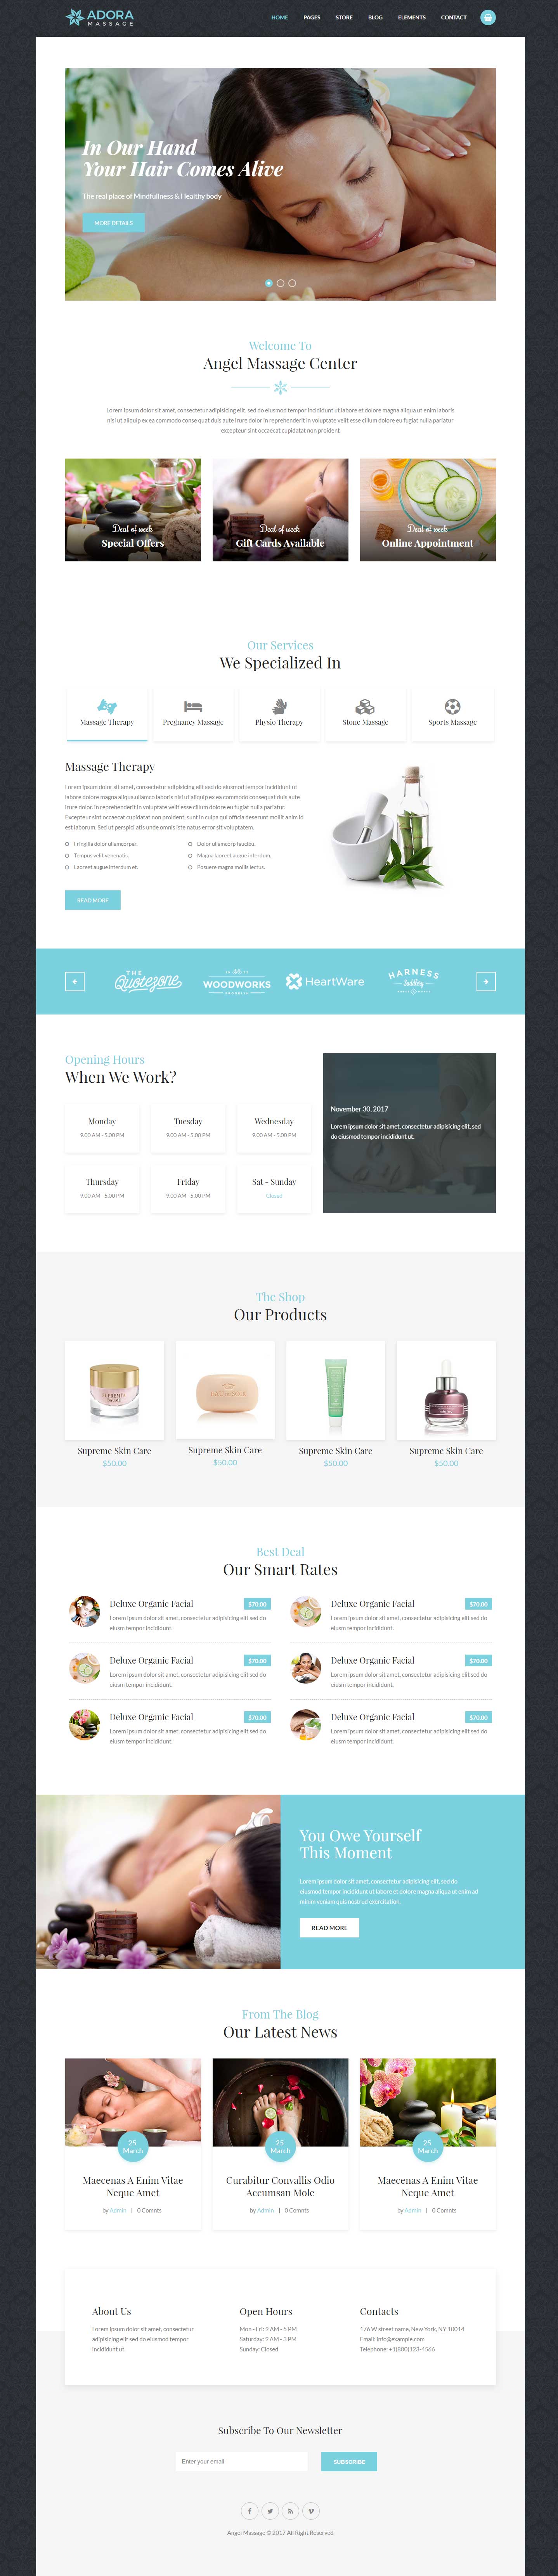 ADORA
MASSAGE
HOME
PAGES
STORE
BLOG
ELEMENTS
CONTACT
In Our Hand
Your Hair Comes Alive
The real place of Mindfullness & Healthy body
MORE DETAILS
Welcome To
Angel Massage Center
Lorem ipsum dolor sit amet, consectetur adipisicing elit, sed do eiusmod tempor incididunt ut labore et dolore magna aliqua ut enim laboris
nisi ut aliquip ex ea commodo conse quat duis aute irure dolor in reprehenderit in voluptate velit esse cillum dolore eu fugiat nulla pariatur
excepteur sint occaecat cupidatat non proident
Deal of week
Special Offers
Deal of week
Gift Cards Available
Deal of week
Online Appointment
Our Services
We Specialized In
Massage Therapy
Pregnancy Massage
Physio Therapy
Stone Massage
Sports Massage
Massage Therapy
Lorem ipsum dolor sit amet, consectetur adipisicing elit sed do eiusmod tempor incididunt ut
labore et dolore magna aliqua ullamco laboris nisi ut aliquip ex ea commodo consequat duis aute
irure dolor. in reprehenderit in voluptate velit esse cillum dolore eu fugiat nulla pariatur.
Excepteur sint occaecat cupidatat non proident, sunt in culpa qui officia deserunt mollit anim id
est laborum. Sed ut perspici atis unde omnis iste natus error sit voluptatem.
Fringilla dolor ullamcorper.
Dolor ullamcorp faucibu.
Tempus velit venenatis.
Magna laoreet augue interdum.
Laoreet augue interdum et.
Posuere magna mollis lectus.
READ MORE
THE
Quotezone
WOODWORKS
HeartWare
HARNESS
Saddlery
Opening Hours
When We Work?
Monday
9.00 AM - 5.00 PM
Tuesday
9.00 AM - 5.00 PM
Wednesday
9.00 AM - 5.00 PM
Thursday
9.00 AM - 5.00 PM
Friday
9.00 AM - 5.00 PM
Sat - Sunday
Closed
November 30, 2017
Lorem ipsum dolor sit amet, consectetur adipisicing elit, sed
do eiusmod tempor incididunt ut.
The Shop
Our Products
Supreme Skin Care
$50.00
Supreme Skin Care
$50.00
Supreme Skin Care
$50.00
Supreme Skin Care
$50.00
Best Deal
Our Smart Rates
Deluxe Organic Facial
$70.00
Lorem ipsum dolor sit amet, consectetur adipisicing elit sed do
eiusm tempor incididunt.
Deluxe Organic Facial
$70.00
Lorem ipsum dolor sit amet, consectetur adipisicing elit sed do
eiusm tempor incididunt.
Deluxe Organic Facial
$70.00
Lorem ipsum dolor sit amet, consectetur adipisicing elit sed do
eiusm tempor incididunt.
Deluxe Organic Facial
$70.00
Lorem ipsum dolor sit amet, consectetur adipisicing elit sed do
eiusm tempor incididunt.
Deluxe Organic Facial
$70.00
Lorem ipsum dolor sit amet, consectetur adipisicing elit sed do
eiusm tempor incididunt.
Deluxe Organic Facial
$70.00
Lorem ipsum dolor sit amet, consectetur adipisicing elit sed do
eiusm tempor incididunt.
You Owe Yourself
This Moment
Lorem ipsum dolor sit amet, consectetur adipisicing elit, sed do
eiusmod tempor incididunt ut labore et dolore magna aliqua ut enim ad
minim veniam quis nostrud exercitation.
READ MORE
From The Blog
Our Latest News
25
March
Maecenas A Enim Vitae
Neque Amet
by Admin | 0 Comnts
25
March
Curabitur Convallis Odio
Accumsan Mole
by Admin | 0 Comnts
25
March
Maecenas A Enim Vitae
Neque Amet
by Admin | 0 Comnts
About Us
Lorem ipsum dolor sit amet, consectetur
adipisicing elit sed do eiusmod tempor
incididunt ut.
Open Hours
Mon - Fri: 9 AM - 5 PM
Saturday: 9 AM - 3 PM
Sunday: Closed
Contacts
176 W street name, New York, NY 10014
Email: info@example.com
Telephone: +1(800)123-4566
Subscribe To Our Newsletter
Enter your email
SUBSCRIBE
Angel Massage © 2017 All Right Reserved